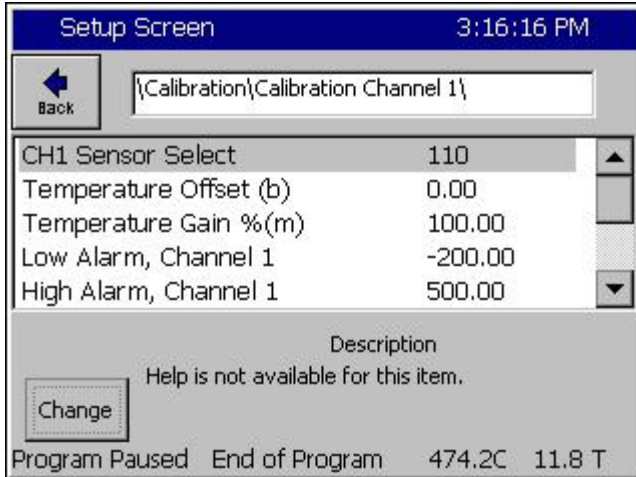 Setup Screen 3:16:16 PM
Back
\Calibration\Calibration Channel 1\
CH1 Sensor Select 110
Temperature Offset (b) 0.00
Temperature Gain %(m) 100.00
Low Alarm, Channel 1 -200.00
High Alarm, Channel 1 500.00
Description
Help is not available for this item.
Change
Program Paused End of Program 474.2C 11.8 T